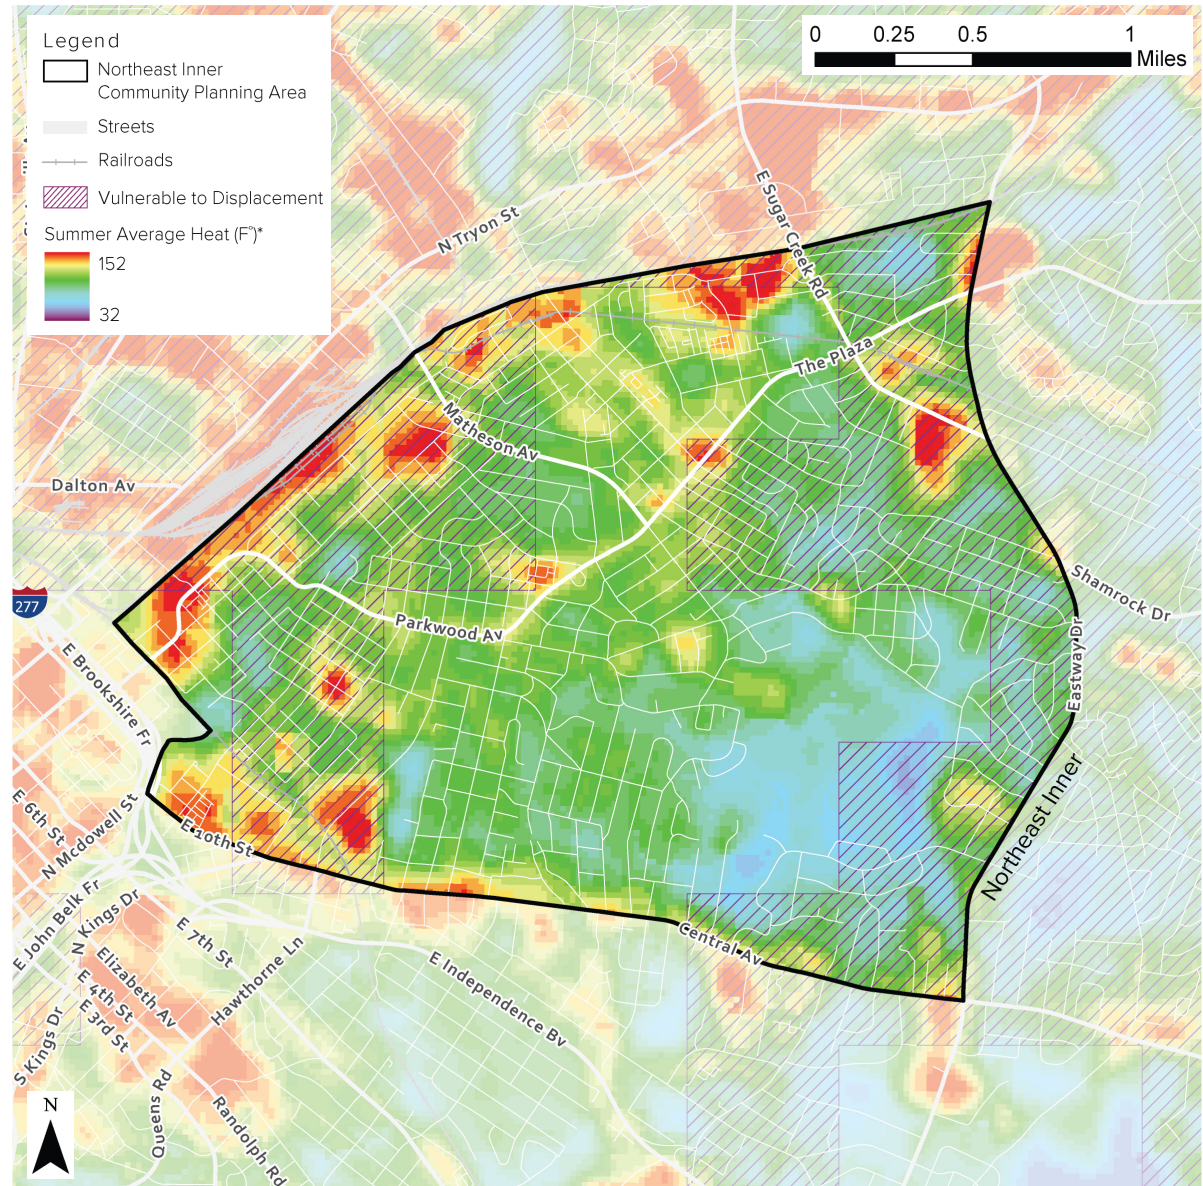 Legend
Northeast Inner
Community Planning Area
Streets
Railroads
Vulnerable to Displacement
Summer Average Heat (F°)*
152
32
0 0.25 0.5 1
Miles
N Tryon St
E Sugar Creek Rd
The Plaza
Matheson Av
Dalton Av
277
Parkwood Av
Shamrock Dr
Eastway Dr
E Brookshire Fr
Northeast Inner
E 6th St
N Mcdowell St
E 10th St
E John Belk Fr
N Kings Dr
E 7th St
Central Av
Elizabeth Av
Hawthorne Ln
E Independence Bv
E 4th St
E 3rd St
S Kings Dr
Queens Rd
Randolph Rd
N